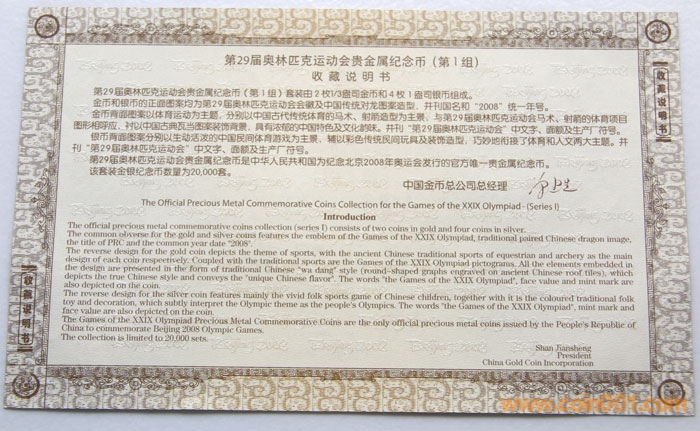 第29届奥林匹克运动会贵金属纪念币（第1组）
收藏说明书
第29届奥林匹克运动会贵金属纪念币（第1组）套装由2枚1/3盎司金币和4枚1盎司银币组成。
金币和银币的正面图案均为第29届奥林匹克运动会会徽及中国传统对龙图案造型，并刊国名和"2008"统一年号。
金币背面图案以体育运动为主题，分别以中国古代传统体育的马术、射箭造型为主景，与第29届奥林匹克运动会马术、射箭的体育项目
图形相呼应，衬以中国古典瓦当图案装饰背景，具有浓郁的中国特色及文化韵味。并刊"第29届奥林匹克运动会"中文字、面额及生产厂符号。
银币背面图案分别以生动活泼的中国民间体育游戏为主景，辅以彩色传统民间玩具及装饰造型，巧妙地衔接了体育和人文两大主题。并
刊"第29届奥林匹克运动会"中文字、面额及生产厂符号。
第29届奥林匹克运动会贵金属纪念币是中华人民共和国为纪念北京2008年奥运会发行的官方唯一贵金属纪念币。
该套装金银纪念币数量为20,000套。
中国金币总公司总经理
The Official Precious Metal Commemorative Coins Collection for the Games of the XXIX Olympiad - (Series I)
Introduction
The official precious metal commemorative coins collection (series I) consists of two coins in gold and four coins in silver.
The common obverse for the gold and silver coins features the emblem of the Games of the XXIX Olympiad, traditional paired Chinese dragon image,
the title of PRC and the common year date "2008".
The reverse design for the gold coin depicts the theme of sports, with the ancient Chinese traditional sports of equestrian and archery as the main
design of each coin respectively. Coupled with the traditional sports are the Games of the XXIX Olympiad pictograms. All the elements embedded in
the design are presented in the form of traditional Chinese "wa dang" style (round-shaped graphs engraved on ancient Chinese roof tiles), which
depicts the true Chinese style and conveys the "unique Chinese flavor". The words "the Games of the XXIX Olympiad", face value and mint mark are
also depicted on the coin.
The reverse design for the silver coin features mainly the vivid folk sports game of Chinese children, together with it is the coloured traditional folk
toy and decoration, which subtly interpret the Olympic theme as the people's Olympics. The words "the Games of the XXIX Olympiad", mint mark and
face value are also depicted on the coin.
The Games of the XXIX Olympiad Precious Metal Commemorative Coins are the only official precious metal coins issued by the People's Republic of
China to commemorate Beijing 2008 Olympic Games.
The collection is limited to 20,000 sets.
Shan Jiansheng
President
China Gold Coin Incorporation
收藏说明书
收藏说明书